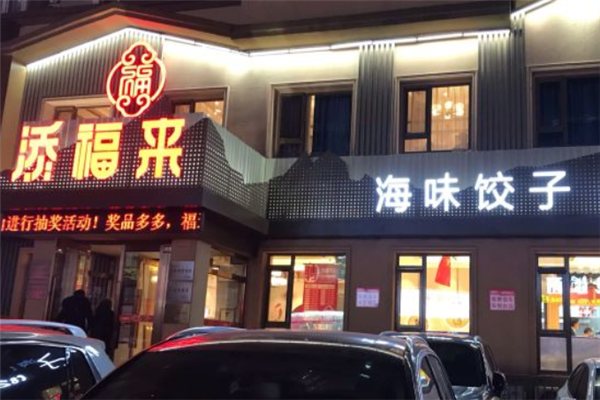 福
添福来
海味饺子
进行抽奖活动！奖品多多，福